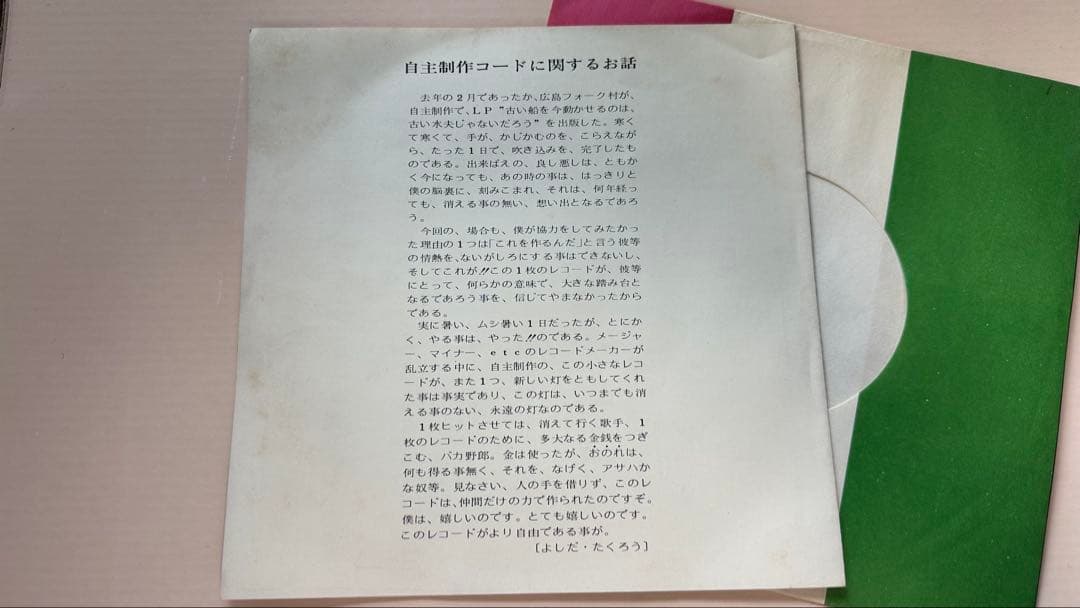 自主制作コードに関するお話
去年の2月であったか、広島フォーク村が、
自主制作で、LP"古い船を今動かせるのは、
古い水夫じゃないだろう"を出版した。寒く
て寒くて、手が、かじかむのを、こらえなが
ら、たった1日で、吹き込みを、完了したも
のである。出来ばえの、良し悪しは、ともか
く今になっても、あの時の事は、はっきりと
僕の脳裏に、刻みこまれ、それは、何年経っ
ても、消える事の無い、想い出となるであろ
う。
今回の、場合も、僕が協力をしてみたかっ
た理由の1つは「これを作るんだ」と言う彼等
の情熱を、ないがしろにする事はできないし、
そしてこれが!!この1枚のレコードが、彼等
にとって、何らかの意味で、大きな踏み台と
なるであろう事を、信じてやまなかったから
である。
実に暑い、ムシ暑い1日だったが、とにか
く、やる事は、やった!!のである。メージャ
ー、マイナー、etcのレコードメーカーが
乱立する中に、自主制作の、この小さなレコ
ードが、また1つ、新しい灯をともしてくれ
た事は事実であり、この灯は、いつまでも消
える事のない、永遠の灯なのである。
1枚ヒットさせては、消えて行く歌手、1
枚のレコードのために、多大なる金銭をつぎ
こむ、バカ野郎。金は使ったが、おのれは、
何も得る事無く、それを、なげく、アサハか
な奴等。見なさい、人の手を借りず、このレ
コードは、仲間だけの力で作られたのですぞ。
僕は、嬉しいのです。とても嬉しいのです。
このレコードがより自由である事が。
[よしだ・たくろう]